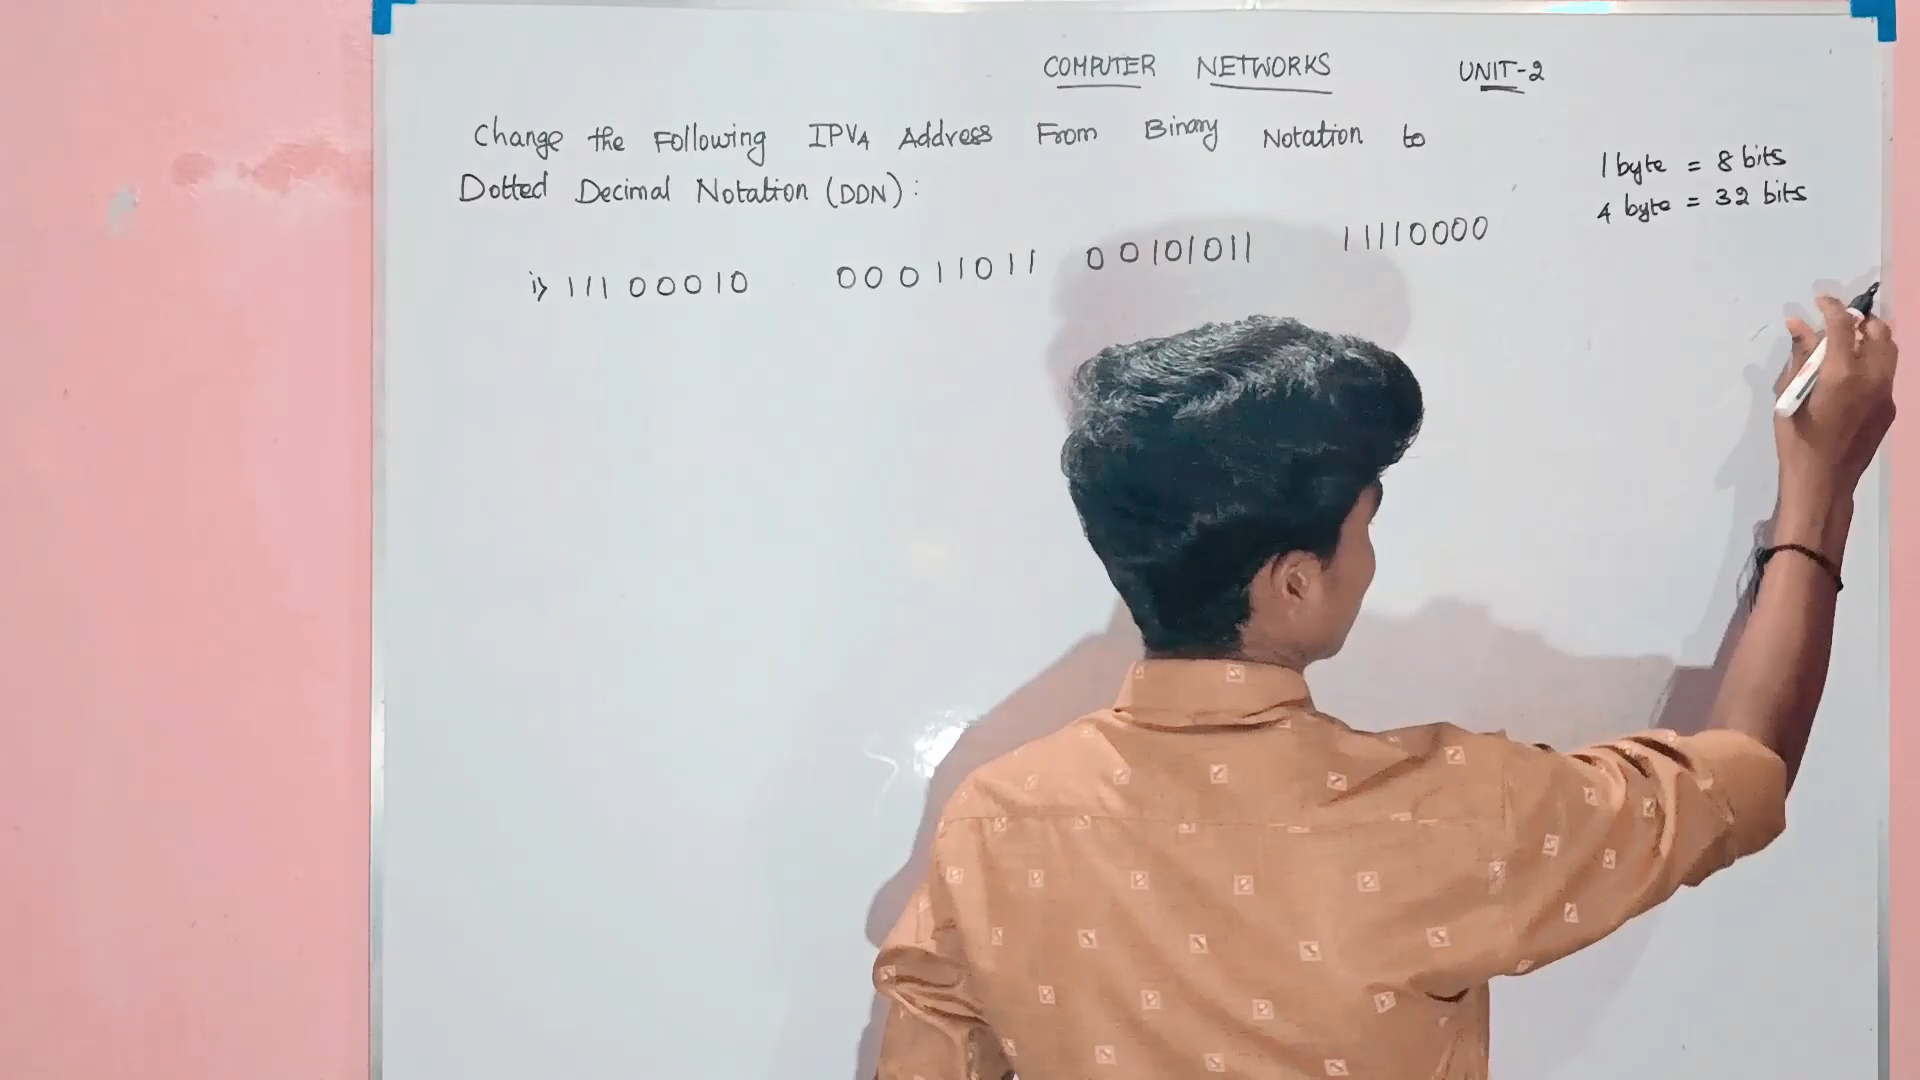 COMPUTER NETWORKS UNIT-2
Change the Following IPV4 Address From Binary Notation to
Dotted Decimal Notation (DDN) :
1 byte = 8 bits
4 byte = 32 bits
i> 11100010 00011011 00101011 11110000